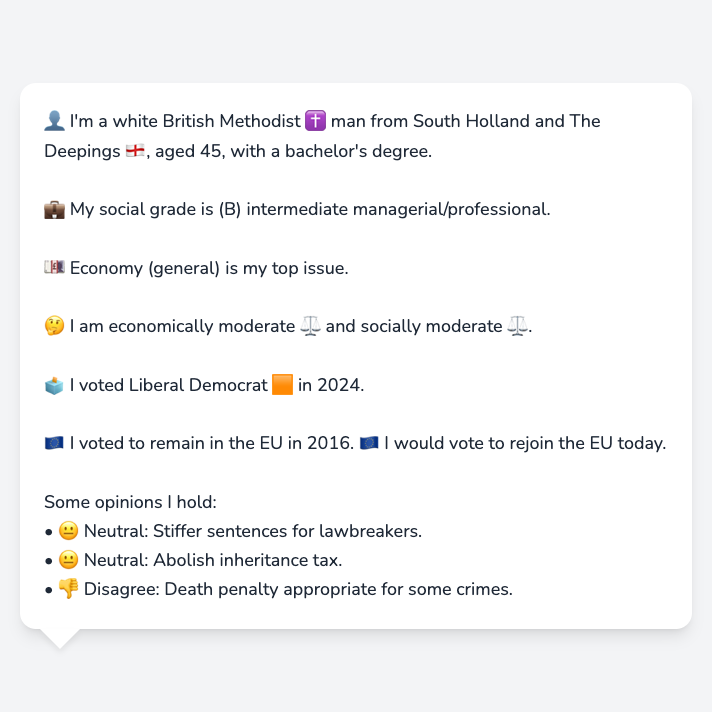 👤 I'm a white British Methodist ✝️ man from South Holland and The
Deepings 🏴󠁧󠁢󠁥󠁮󠁧󠁿, aged 45, with a bachelor's degree.
💼 My social grade is (B) intermediate managerial/professional.
💷 Economy (general) is my top issue.
🤔 I am economically moderate ⚖️ and socially moderate ⚖️.
🗳️ I voted Liberal Democrat 🟧 in 2024.
🇪🇺 I voted to remain in the EU in 2016. 🇪🇺 I would vote to rejoin the EU today.
Some opinions I hold:
• 😐 Neutral: Stiffer sentences for lawbreakers.
• 😐 Neutral: Abolish inheritance tax.
• 👎 Disagree: Death penalty appropriate for some crimes.